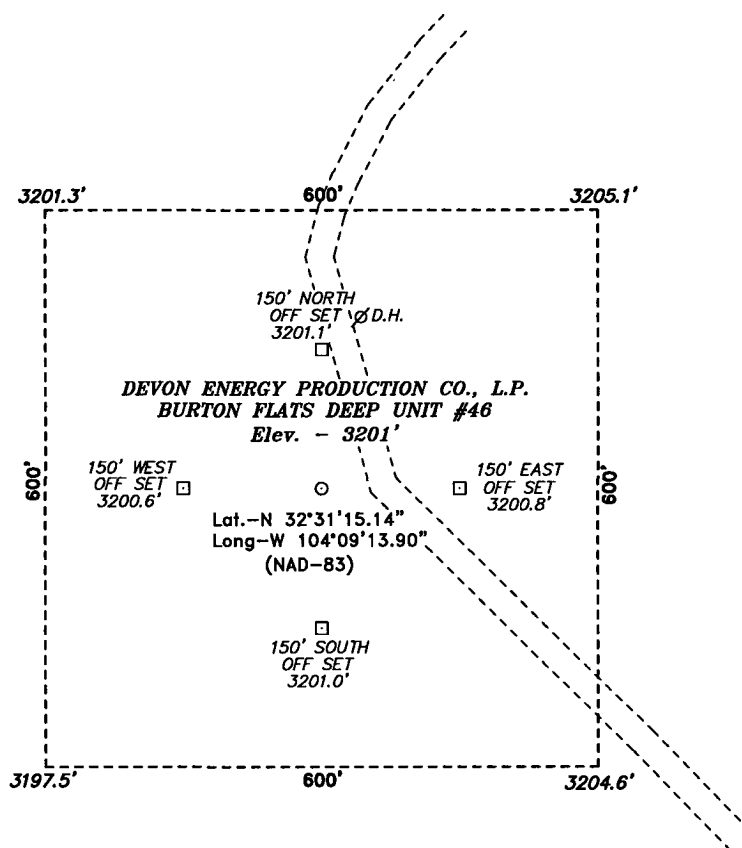 3201.3'
600'
3205.1'
150' NORTH
OFF SET
3201.1'
D.H.
DEVON ENERGY PRODUCTION CO., L.P.
BURTON FLATS DEEP UNIT #46
Elev. - 3201'
600'
150' WEST
OFF SET
3200.6'
150' EAST
OFF SET
3200.8'
600'
Lat.-N 32°31'15.14"
Long-W 104°09'13.90"
(NAD-83)
150' SOUTH
OFF SET
3201.0'
3197.5'
600'
3204.6'